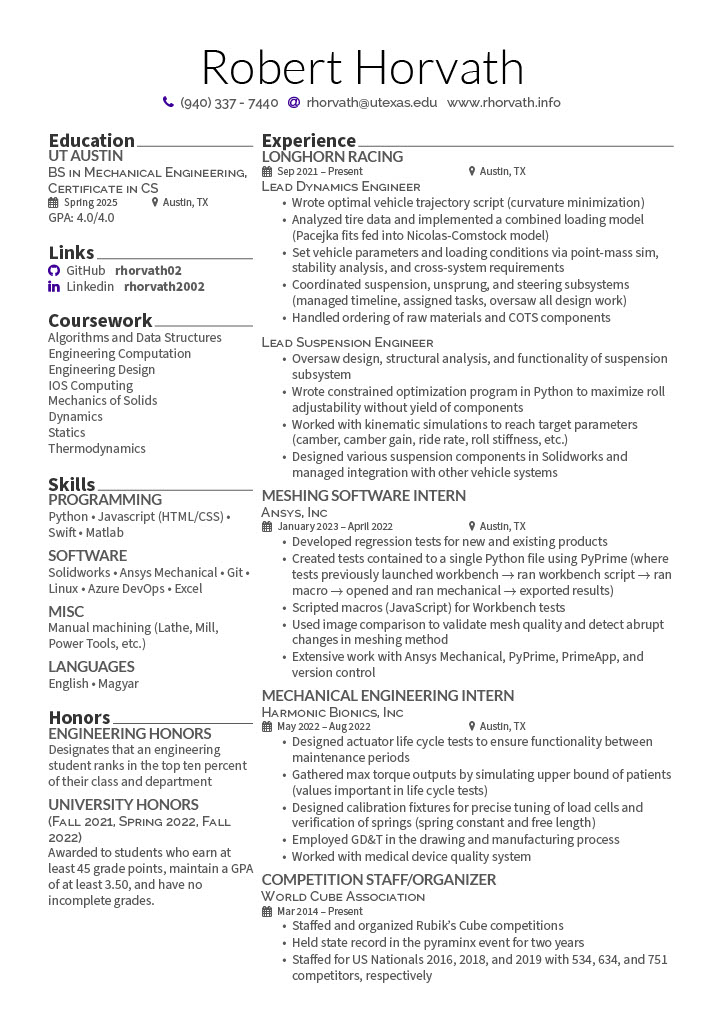 Robert Horvath
(940) 337 - 7440 rhorvath@utexas.edu www.rhorvath.info
Education
UT AUSTIN
BS in Mechanical Engineering,
Certificate in CS
Spring 2025 Austin, TX
GPA: 4.0/4.0
Links
GitHub rhorvath02
Linkedin rhorvath2002
Coursework
Algorithms and Data Structures
Engineering Computation
Engineering Design
IOS Computing
Mechanics of Solids
Dynamics
Statics
Thermodynamics
Skills
PROGRAMMING
Python • Javascript (HTML/CSS) •
Swift • Matlab
SOFTWARE
Solidworks • Ansys Mechanical • Git •
Linux • Azure DevOps • Excel
MISC
Manual machining (Lathe, Mill,
Power Tools, etc.)
LANGUAGES
English • Magyar
Honors
ENGINEERING HONORS
Designates that an engineering
student ranks in the top ten percent
of their class and department
UNIVERSITY HONORS
(Fall 2021, Spring 2022, Fall
2022)
Awarded to students who earn at
least 45 grade points, maintain a GPA
of at least 3.50, and have no
incomplete grades.
Experience
LONGHORN RACING
Sep 2021 – Present Austin, TX
Lead Dynamics Engineer
• Wrote optimal vehicle trajectory script (curvature minimization)
• Analyzed tire data and implemented a combined loading model
(Pacejka fits fed into Nicolas-Comstock model)
• Set vehicle parameters and loading conditions via point-mass sim,
stability analysis, and cross-system requirements
• Coordinated suspension, unsprung, and steering subsystems
(managed timeline, assigned tasks, oversaw all design work)
• Handled ordering of raw materials and COTS components
Lead Suspension Engineer
• Oversaw design, structural analysis, and functionality of suspension
subsystem
• Wrote constrained optimization program in Python to maximize roll
adjustability without yield of components
• Worked with kinematic simulations to reach target parameters
(camber, camber gain, ride rate, roll stiffness, etc.)
• Designed various suspension components in Solidworks and
managed integration with other vehicle systems
MESHING SOFTWARE INTERN
Ansys, Inc
January 2023 – April 2022 Austin, TX
• Developed regression tests for new and existing products
• Created tests contained to a single Python file using PyPrime (where
tests previously launched workbench → ran workbench script → ran
macro → opened and ran mechanical → exported results)
• Scripted macros (JavaScript) for Workbench tests
• Used image comparison to validate mesh quality and detect abrupt
changes in meshing method
• Extensive work with Ansys Mechanical, PyPrime, PrimeApp, and
version control
MECHANICAL ENGINEERING INTERN
Harmonic Bionics, Inc
May 2022 – Aug 2022 Austin, TX
• Designed actuator life cycle tests to ensure functionality between
maintenance periods
• Gathered max torque outputs by simulating upper bound of patients
(values important in life cycle tests)
• Designed calibration fixtures for precise tuning of load cells and
verification of springs (spring constant and free length)
• Employed GD&T in the drawing and manufacturing process
• Worked with medical device quality system
COMPETITION STAFF/ORGANIZER
World Cube Association
Mar 2014 – Present
• Staffed and organized Rubik's Cube competitions
• Held state record in the pyraminx event for two years
• Staffed for US Nationals 2016, 2018, and 2019 with 534, 634, and 751
competitors, respectively